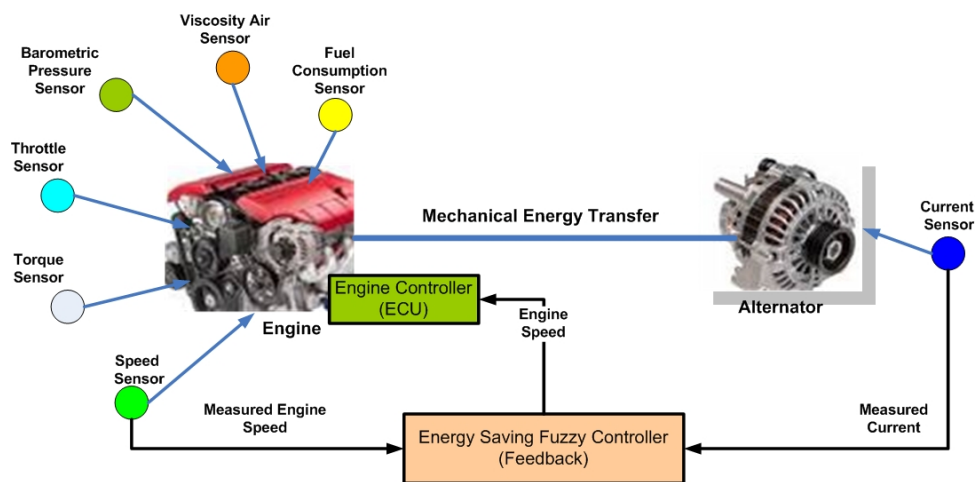 Viscosity Air
Sensor
Barometric
Pressure
Sensor
Fuel
Consumption
Sensor
Throttle
Sensor
Mechanical Energy Transfer
Current
Sensor
Torque
Sensor
Engine Controller
(ECU)
Engine
Alternator
Engine
Speed
Speed
Sensor
Measured Engine
Speed
Energy Saving Fuzzy Controller
(Feedback)
Measured
Current